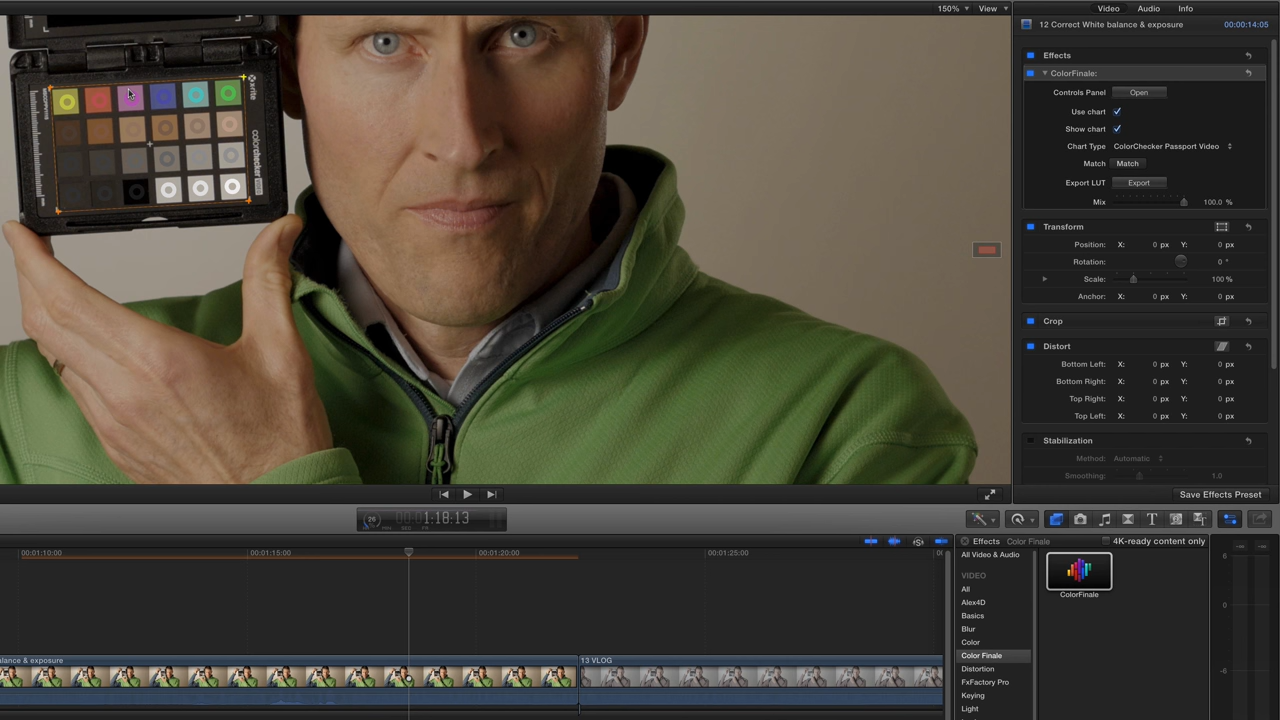 150% View Video Audio Info
12 Correct White balance & exposure 00:00:14:05
Effects
ColorFinale:
Controls Panel Open
Use chart
Show chart
Chart Type ColorChecker Passport Video
Match Match
Export LUT Export
Mix 100.0 %
Transform
Position: X: 0 px Y: 0 px
Rotation: 0 °
Scale: 100 %
Anchor: X: 0 px Y: 0 px
Crop
Distort
Bottom Left: X: 0 px Y: 0 px
Bottom Right: X: 0 px Y: 0 px
Top Right: X: 0 px Y: 0 px
Top Left: X: 0 px Y: 0 px
Stabilization
Method: Automatic
Smoothing: 1.0
Save Effects Preset
x-rite
colorchecker
1:18:13
00:01:10:00 00:01:15:00 00:01:20:00 00:01:25:00
Effects Color Finale 4K-ready content only
All Video & Audio
VIDEO
All
Alex4D
Basics
Blur
Color
Color Finale
Distortion
FxFactory Pro
Keying
Light
ColorFinale
6
0
-6
alance & exposure
13 VLOG